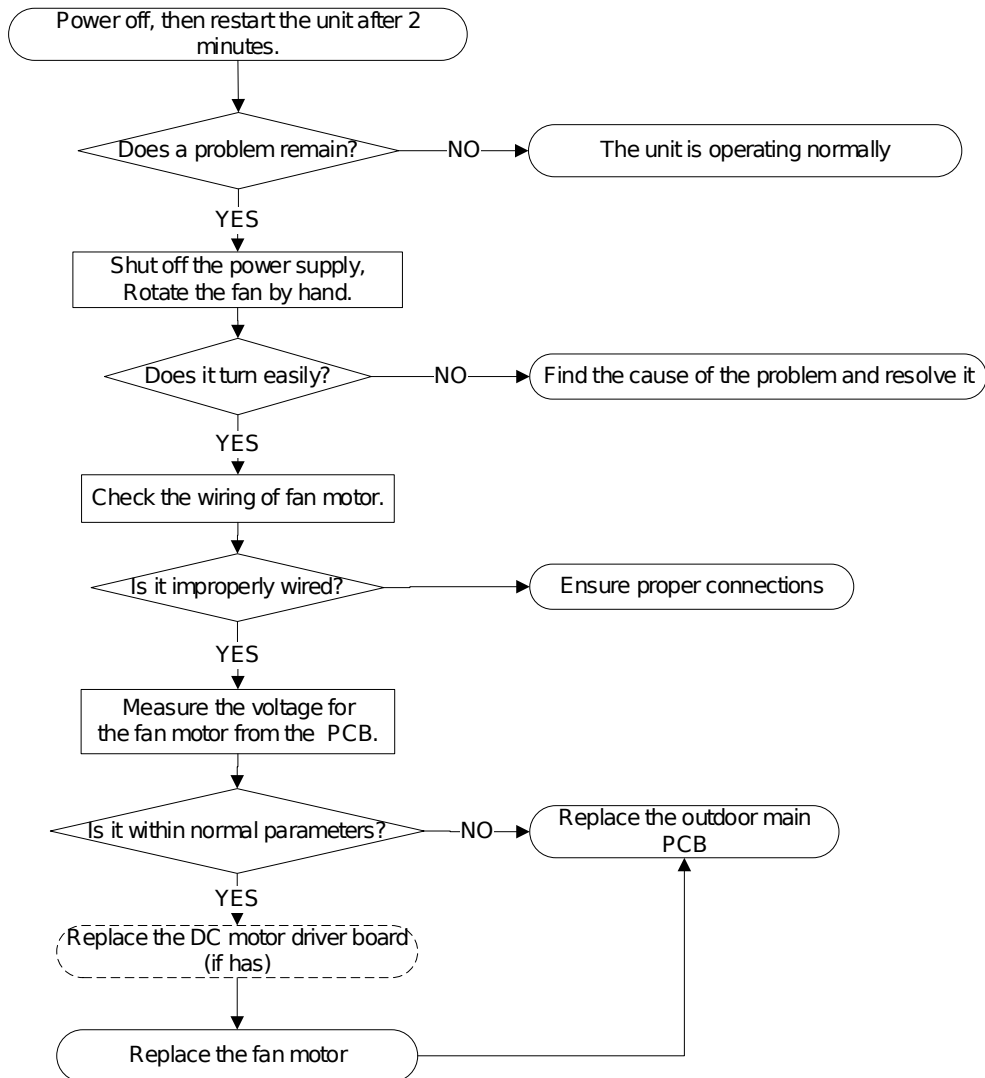 Power off, then restart the unit after 2
minutes.
Does a problem remain?
NO
The unit is operating normally
YES
Shut off the power supply,
Rotate the fan by hand.
Does it turn easily?
NO
Find the cause of the problem and resolve it
YES
Check the wiring of fan motor.
Is it improperly wired?
Ensure proper connections
YES
Measure the voltage for
the fan motor from the PCB.
Is it within normal parameters?
NO
Replace the outdoor main
PCB
YES
Replace the DC motor driver board
(if has)
Replace the fan motor